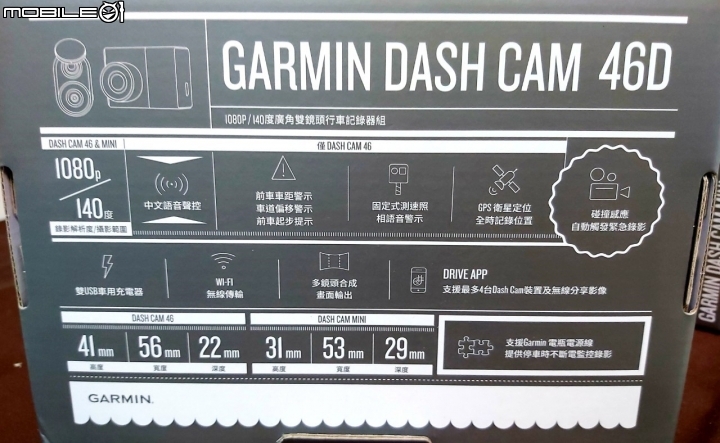 MOBILE01
GARMIN DASH CAM 46D
1080P/140度廣角雙鏡頭行車記錄器組
DASH CAM 46 & MINI
僅 DASH CAM 46
1080p
140度
錄影解析度/攝影範圍
中文語音聲控
前車車距警示
車道偏移警示
前車起步提示
固定式測速照
相語音警示
GPS 衛星定位
全時記錄位置
碰撞感應
自動觸發緊急錄影
雙USB車用充電器
WI-FI
無線傳輸
多鏡頭合成
畫面輸出
DRIVE APP
支援最多4台Dash Cam裝置及無線分享影像
DASH CAM 46
41mm
高度
56mm
寬度
22mm
深度
DASH CAM MINI
31mm
高度
53mm
寬度
29mm
深度
支援Garmin 電瓶電源線
提供停車時不斷電監控錄影
GARMIN.